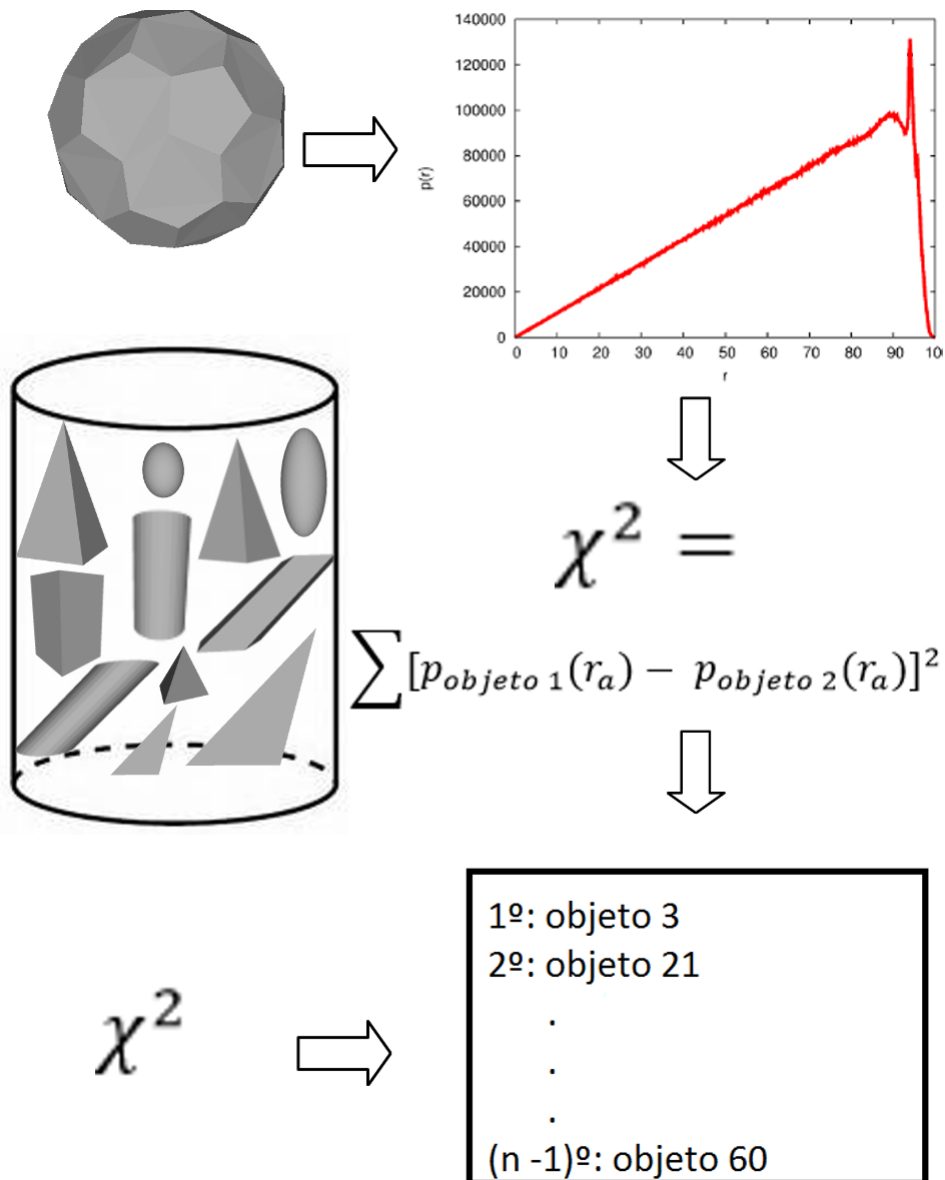 140000
120000
100000
80000
60000
40000
20000
0
p(r)
0 10 20 30 40 50 60 70 80 90 100
r
χ² =
∑[p_objeto 1(r_a) − p_objeto 2(r_a)]²
1º: objeto 3
2º: objeto 21
.
.
.
(n -1)º: objeto 60
χ²